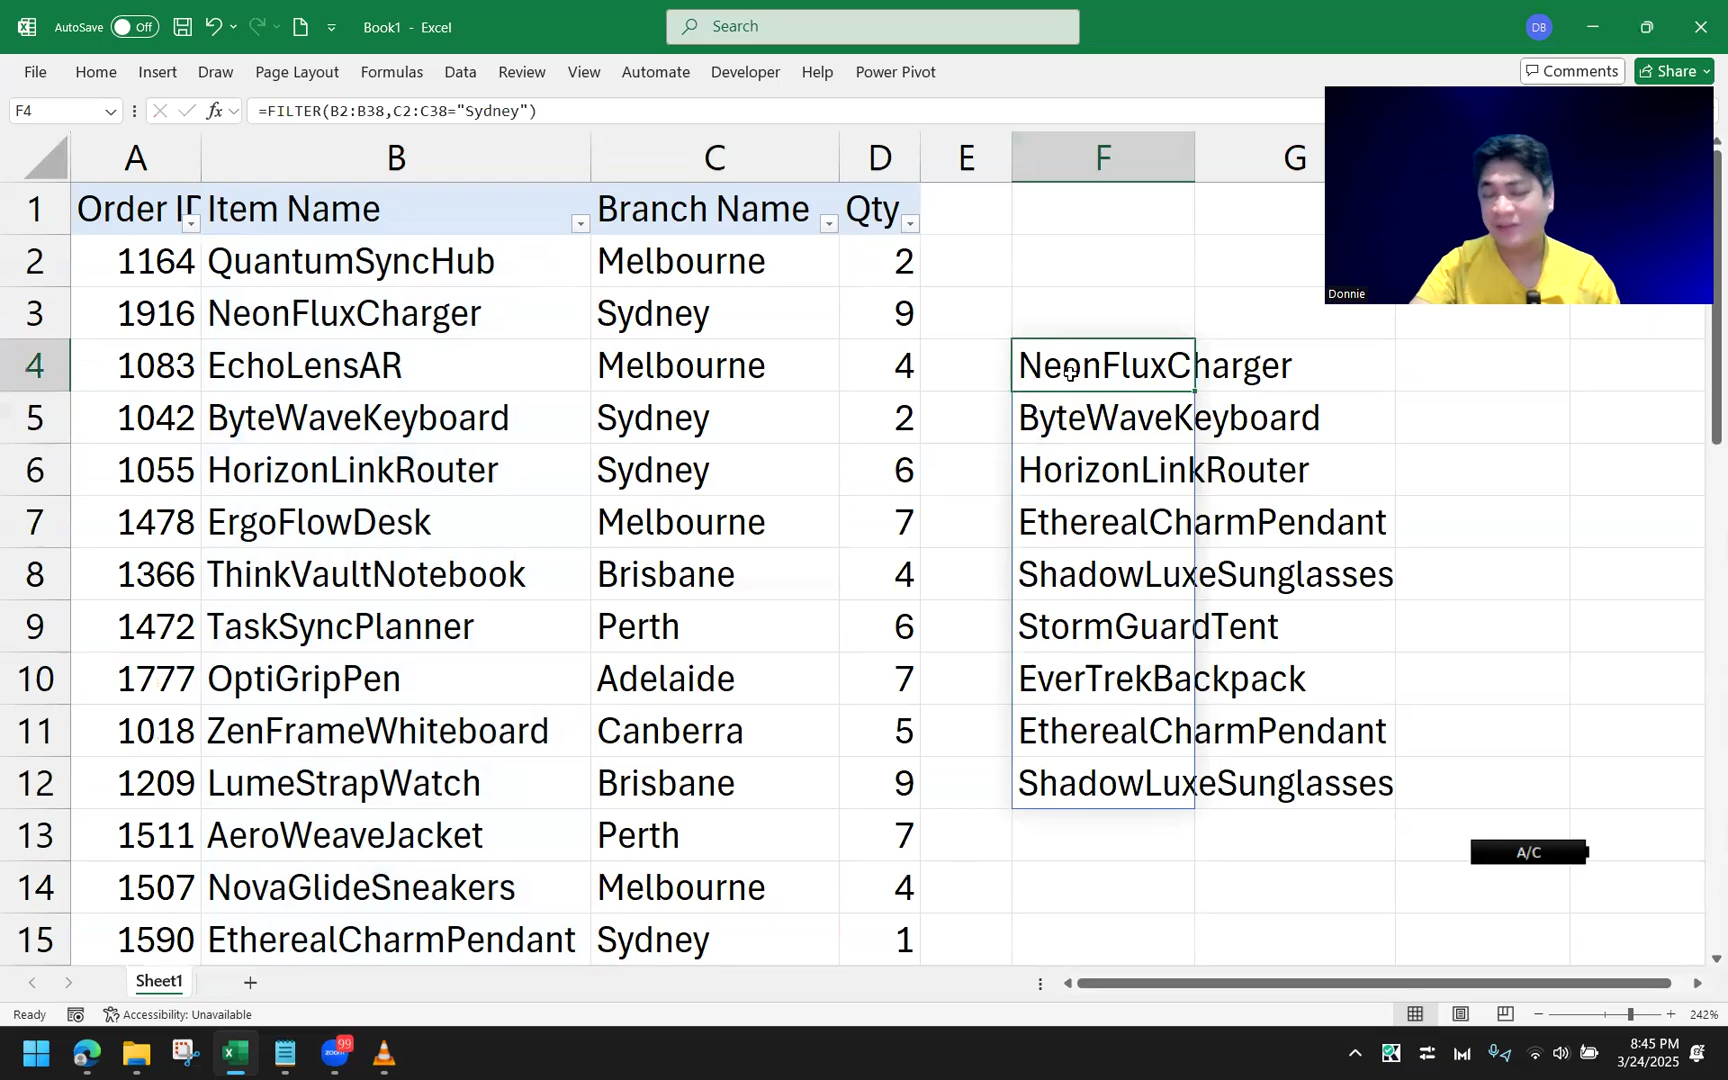 AutoSave Off Book1 - Excel Search DB
File Home Insert Draw Page Layout Formulas Data Review View Automate Developer Help Power Pivot Comments Share
F4 fx =FILTER(B2:B38,C2:C38="Sydney")
A B C D E F G
1 Order ID Item Name Branch Name Qty
2 1164 QuantumSyncHub Melbourne 2
3 1916 NeonFluxCharger Sydney 9
Donnie
4 1083 EchoLensAR Melbourne 4 NeonFluxCharger
5 1042 ByteWaveKeyboard Sydney 2 ByteWaveKeyboard
6 1055 HorizonLinkRouter Sydney 6 HorizonLinkRouter
7 1478 ErgoFlowDesk Melbourne 7 EtherealCharmPendant
8 1366 ThinkVaultNotebook Brisbane 4 ShadowLuxeSunglasses
9 1472 TaskSyncPlanner Perth 6 StormGuardTent
10 1777 OptiGripPen Adelaide 7 EverTrekBackpack
11 1018 ZenFrameWhiteboard Canberra 5 EtherealCharmPendant
12 1209 LumeStrapWatch Brisbane 9 ShadowLuxeSunglasses
13 1511 AeroWeaveJacket Perth 7
A/C
14 1507 NovaGlideSneakers Melbourne 4
15 1590 EtherealCharmPendant Sydney 1
Sheet1
Ready Accessibility: Unavailable 242%
zoom 99 8:45 PM
3/24/2025